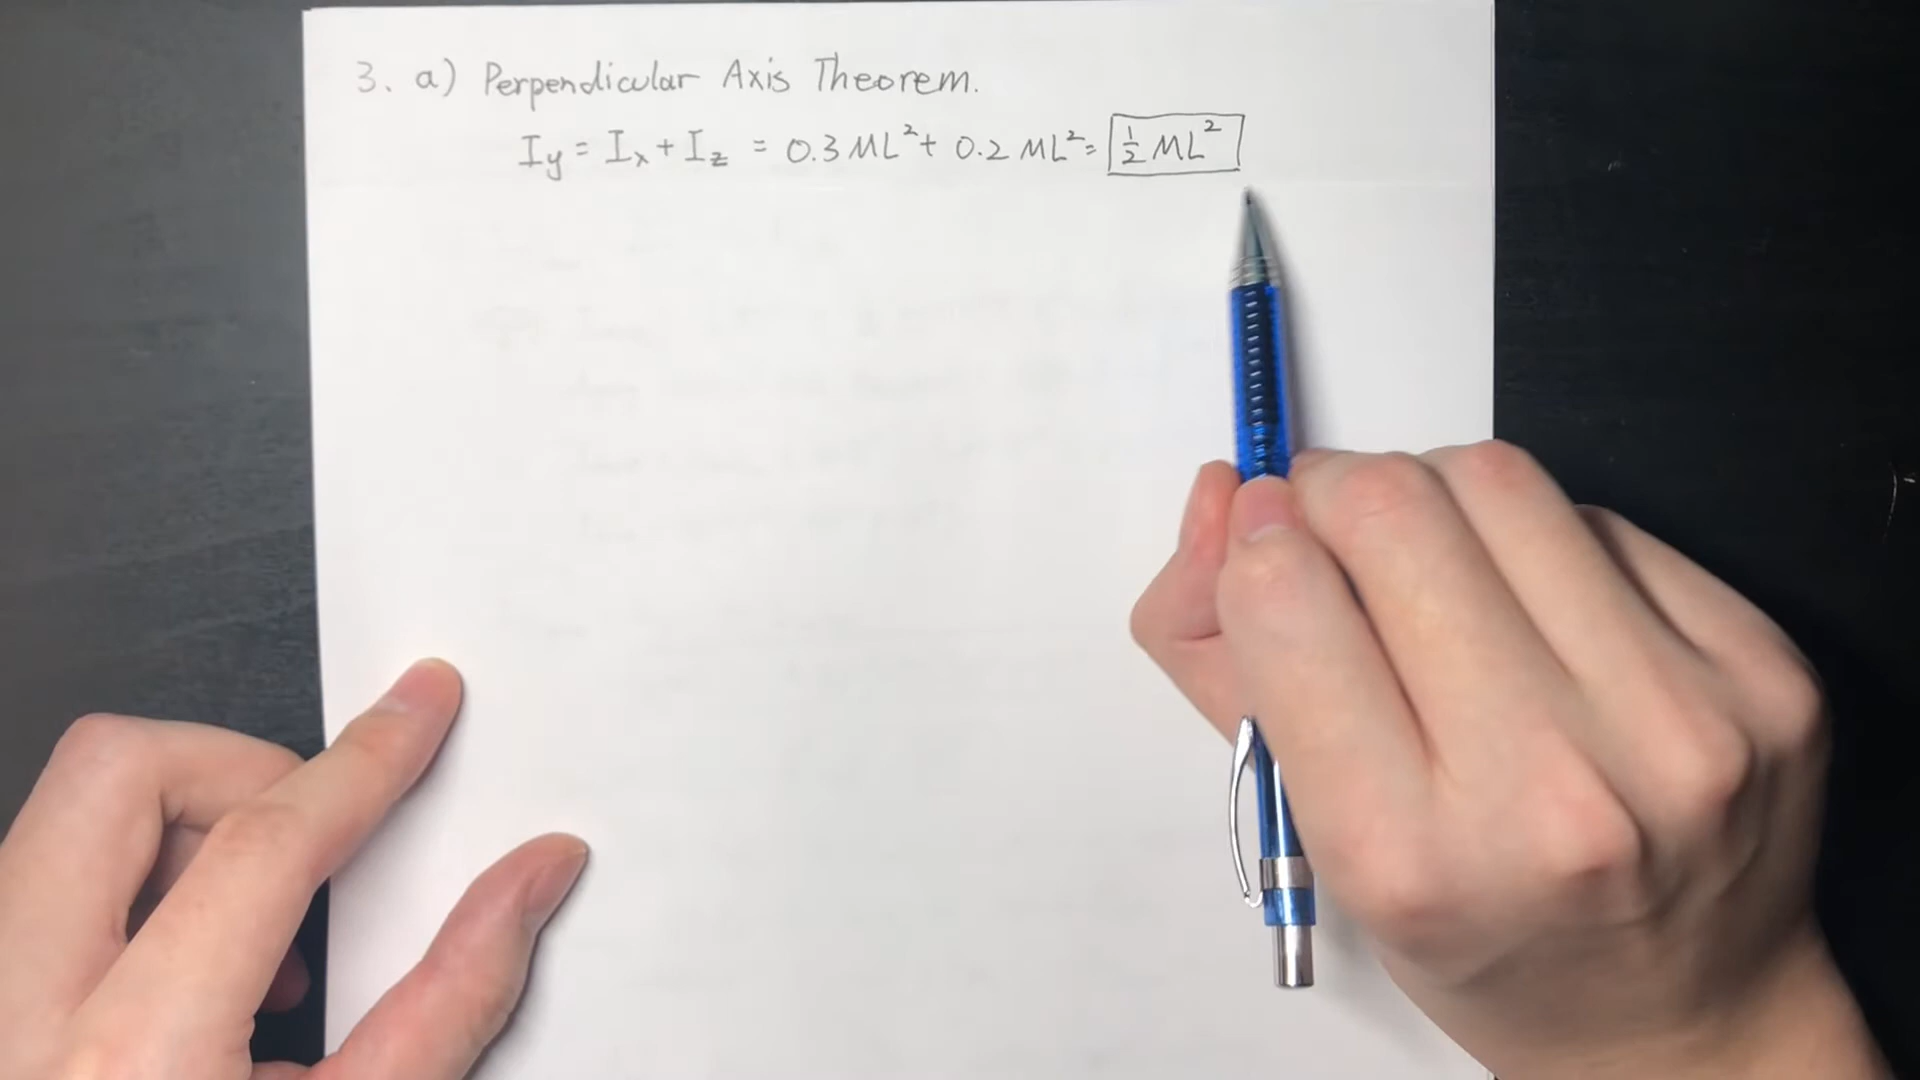 3. a) Perpendicular Axis Theorem.
Iy = Ix + Iz = 0.3 ML² + 0.2 ML² = ½ ML²